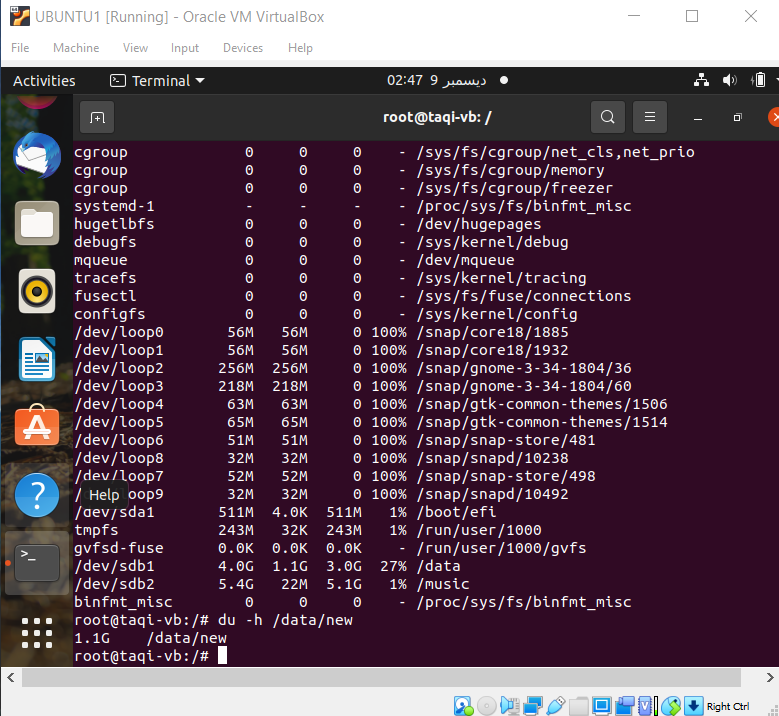 UBUNTU1 [Running] - Oracle VM VirtualBox
File Machine View Input Devices Help
Activities Terminal 02:47 9 ديسمبر
root@taqi-vb: /
cgroup 0 0 0 - /sys/fs/cgroup/net_cls,net_prio
cgroup 0 0 0 - /sys/fs/cgroup/memory
cgroup 0 0 0 - /sys/fs/cgroup/freezer
systemd-1 - - - - /proc/sys/fs/binfmt_misc
hugetlbfs 0 0 0 - /dev/hugepages
debugfs 0 0 0 - /sys/kernel/debug
mqueue 0 0 0 - /dev/mqueue
tracefs 0 0 0 - /sys/kernel/tracing
fusectl 0 0 0 - /sys/fs/fuse/connections
configfs 0 0 0 - /sys/kernel/config
/dev/loop0 56M 56M 0 100% /snap/core18/1885
/dev/loop1 56M 56M 0 100% /snap/core18/1932
/dev/loop2 256M 256M 0 100% /snap/gnome-3-34-1804/36
/dev/loop3 218M 218M 0 100% /snap/gnome-3-34-1804/60
/dev/loop4 63M 63M 0 100% /snap/gtk-common-themes/1506
/dev/loop5 65M 65M 0 100% /snap/gtk-common-themes/1514
/dev/loop6 51M 51M 0 100% /snap/snap-store/481
/dev/loop8 32M 32M 0 100% /snap/snapd/10238
/dev/loop7 52M 52M 0 100% /snap/snap-store/498
Help loop9 32M 32M 0 100% /snap/snapd/10492
/dev/sda1 511M 4.0K 511M 1% /boot/efi
tmpfs 243M 32K 243M 1% /run/user/1000
gvfsd-fuse 0.0K 0.0K 0.0K - /run/user/1000/gvfs
/dev/sdb1 4.0G 1.1G 3.0G 27% /data
/dev/sdb2 5.4G 22M 5.1G 1% /music
binfmt_misc 0 0 0 - /proc/sys/fs/binfmt_misc
root@taqi-vb:/# du -h /data/new
1.1G /data/new
root@taqi-vb:/#
Right Ctrl